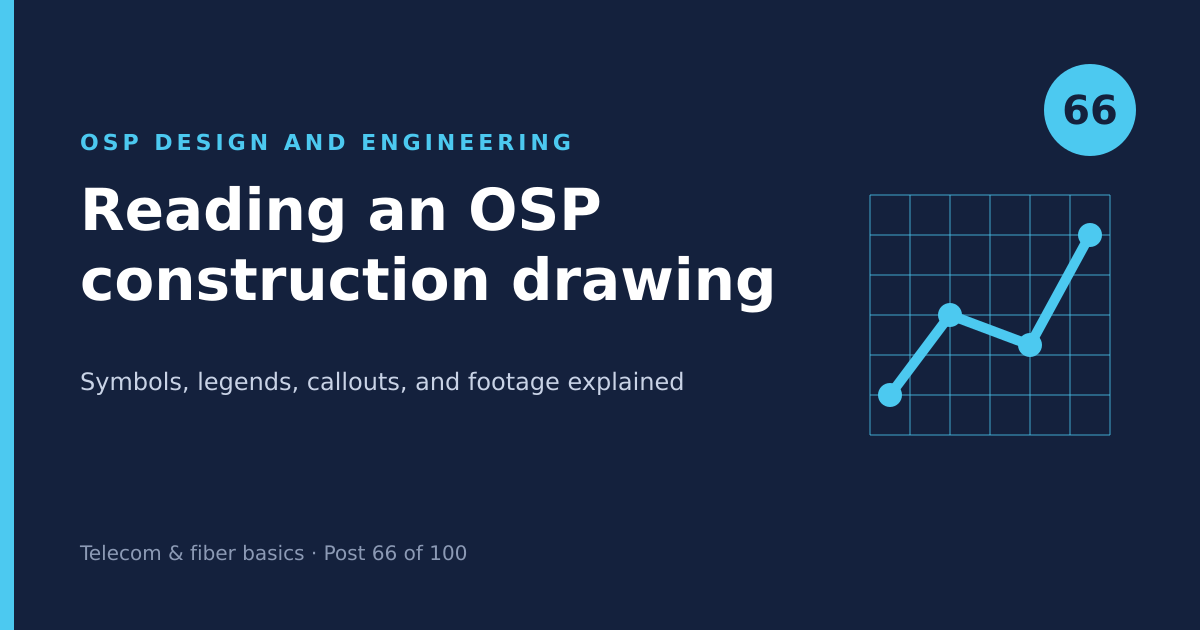 66
OSP DESIGN AND ENGINEERING
Reading an OSP
construction drawing
Symbols, legends, callouts, and footage explained
Telecom & fiber basics · Post 66 of 100